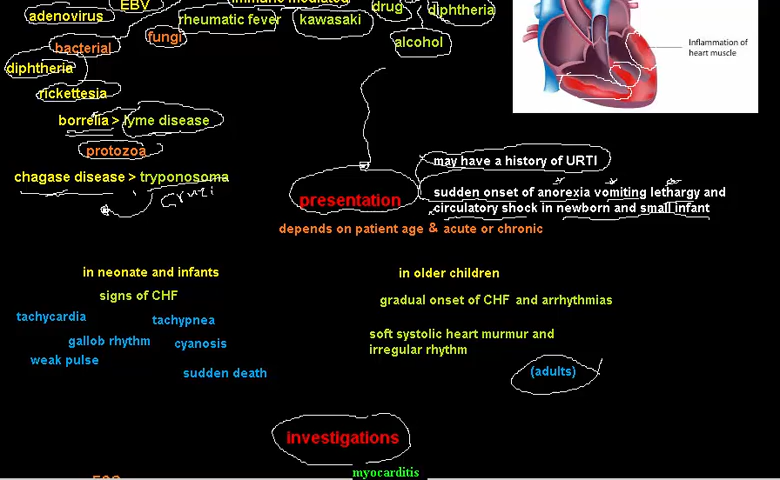 EBV
immune mediated
drug
adenovirus
rheumatic fever
kawasaki
diphtheria
bacterial
fungi
alcohol
Inflammation of
heart muscle
diphtheria
rickettesia
borrelia > lyme disease
protozoa
chagase disease > tryponosoma
Cruzi
may have a history of URTI
presentation
sudden onset of anorexia vomiting lethargy and
circulatory shock in newborn and small infant
depends on patient age & acute or chronic
in neonate and infants
in older children
signs of CHF
gradual onset of CHF and arrhythmias
tachycardia
tachypnea
gallob rhythm
cyanosis
soft systolic heart murmur and
irregular rhythm
weak pulse
sudden death
(adults)
investigations
myocarditis